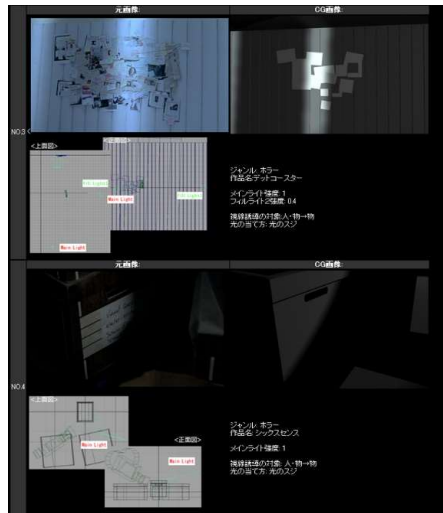 元画像:
CG画像:
NO.3
<上面図>
Main Light
Main Light
ジャンル: ホラー
作品名:デットコースター
メインライト強度: 1
フィルライト2強度: 0.4
視線誘導の対象:人・物→物
光の当て方: 光のスジ
元画像:
CG画像:
NO.4
<上面図>
Main Light
<正面図>
Main Light
ジャンル: ホラー
作品名: シックスセンス
メインライト強度: 1
視線誘導の対象: 人・物→物
光の当て方: 光のスジ